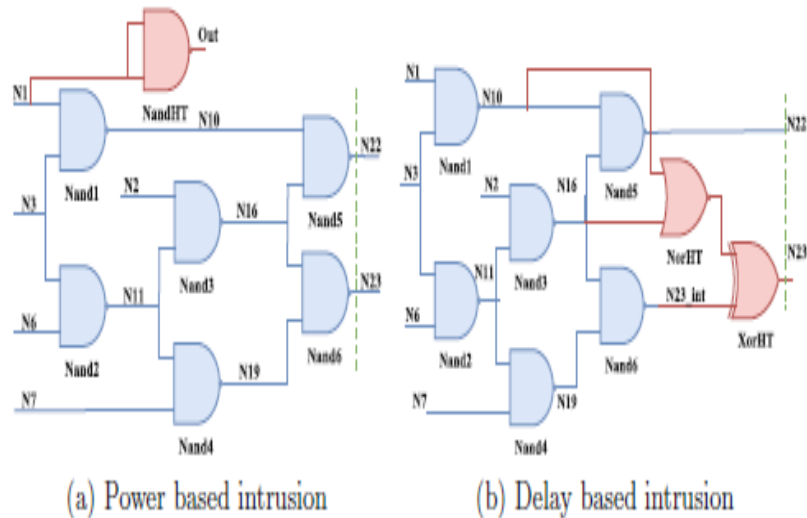 Out
NandHT
N1
N10
Nand1
N22
N2
N16
N3
Nand5
Nand3
N11
N23
N6
Nand2
N19
Nand6
N7
Nand4
(a) Power based intrusion
N1
N10
Nand1
N22
N3
N2
N16
Nand5
NorHT
N11
Nand3
N23
N6
N23_int
Nand2
XorHT
Nand6
N7
N19
Nand4
(b) Delay based intrusion